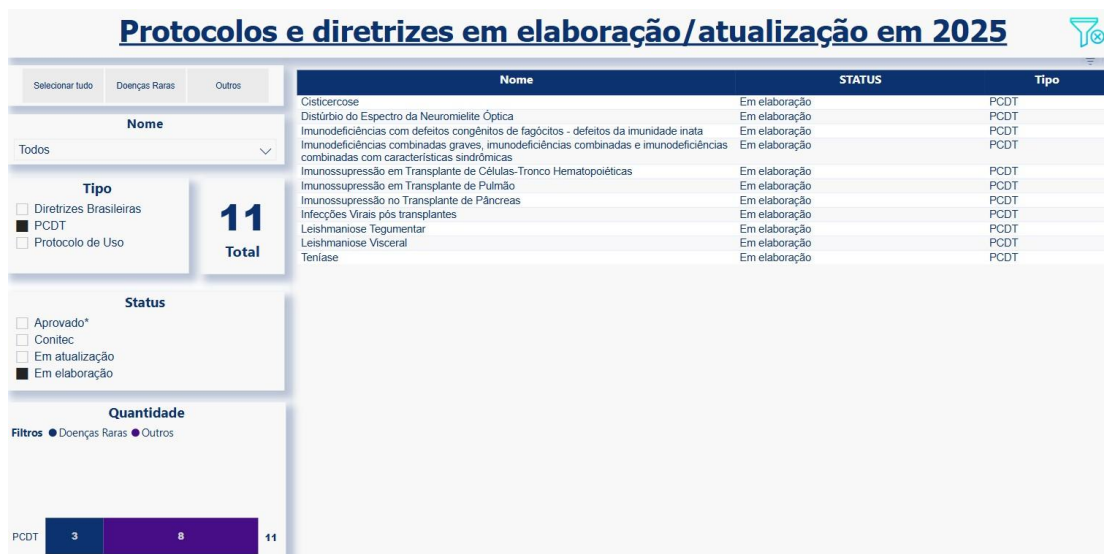 Protocolos e diretrizes em elaboração/atualização em 2025
Selecionar tudo Doenças Raras Outros
Nome
Todos
Tipo
Diretrizes Brasileiras
PCDT
Protocolo de Uso
11
Total
Status
Aprovado*
Conitec
Em atualização
Em elaboração
Quantidade
Filtros Doenças Raras Outros
PCDT 3 8 11
Nome STATUS Tipo
Cisticercose Em elaboração PCDT
Distúrbio do Espectro da Neuromielite Óptica Em elaboração PCDT
Imunodeficiências com defeitos congênitos de fagócitos - defeitos da imunidade inata Em elaboração PCDT
Imunodeficiências combinadas graves, imunodeficiências combinadas e imunodeficiências Em elaboração PCDT
combinadas com características sindrômicas
Imunossupressão em Transplante de Células-Tronco Hematopoiéticas Em elaboração PCDT
Imunossupressão em Transplante de Pulmão Em elaboração PCDT
Imunossupressão no Transplante de Pâncreas Em elaboração PCDT
Infecções Virais pós transplantes Em elaboração PCDT
Leishmaniose Tegumentar Em elaboração PCDT
Leishmaniose Visceral Em elaboração PCDT
Teníase Em elaboração PCDT